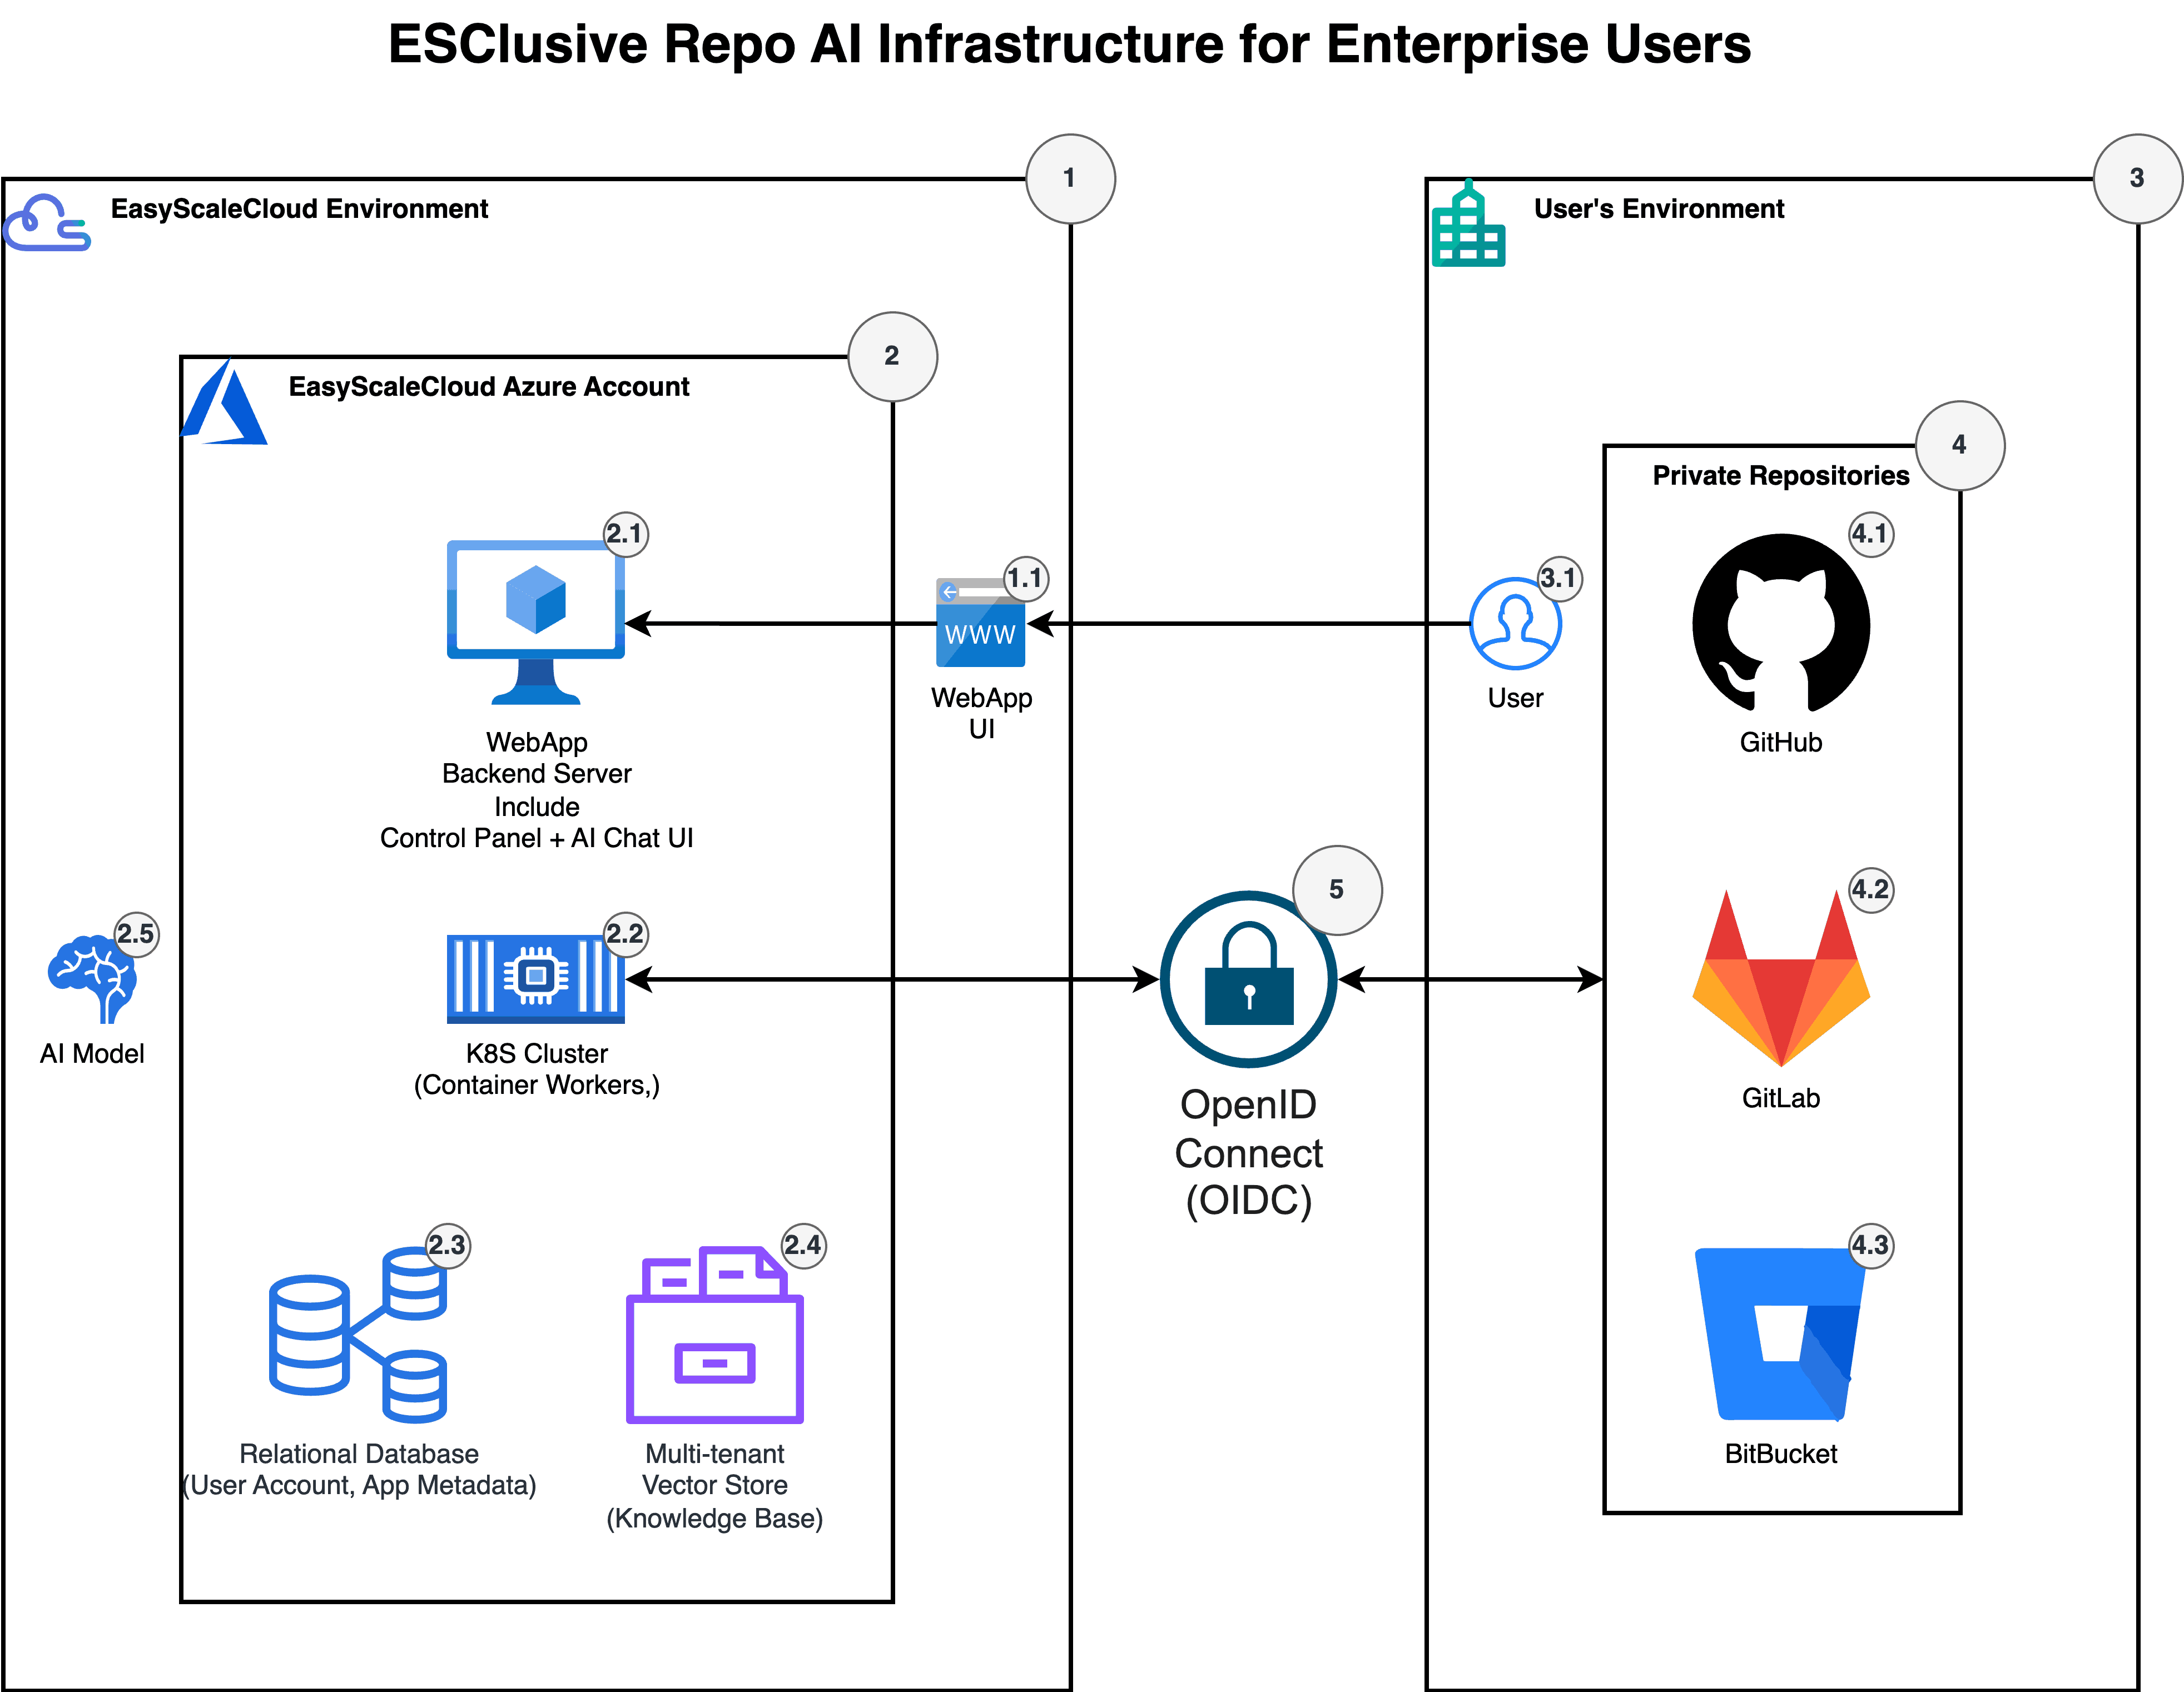 ESClusive Repo AI Infrastructure for Enterprise Users
1
3
EasyScaleCloud Environment
User's Environment
2
EasyScaleCloud Azure Account
4
Private Repositories
2.1
4.1
1.1
3.1
WWW
WebApp
UI
User
WebApp
Backend Server
Include
Control Panel + AI Chat UI
GitHub
5
4.2
2.5
2.2
AI Model
K8S Cluster
(Container Workers,)
OpenID
Connect
(OIDC)
GitLab
2.3
2.4
4.3
Relational Database
(User Account, App Metadata)
Multi-tenant
Vector Store
(Knowledge Base)
BitBucket